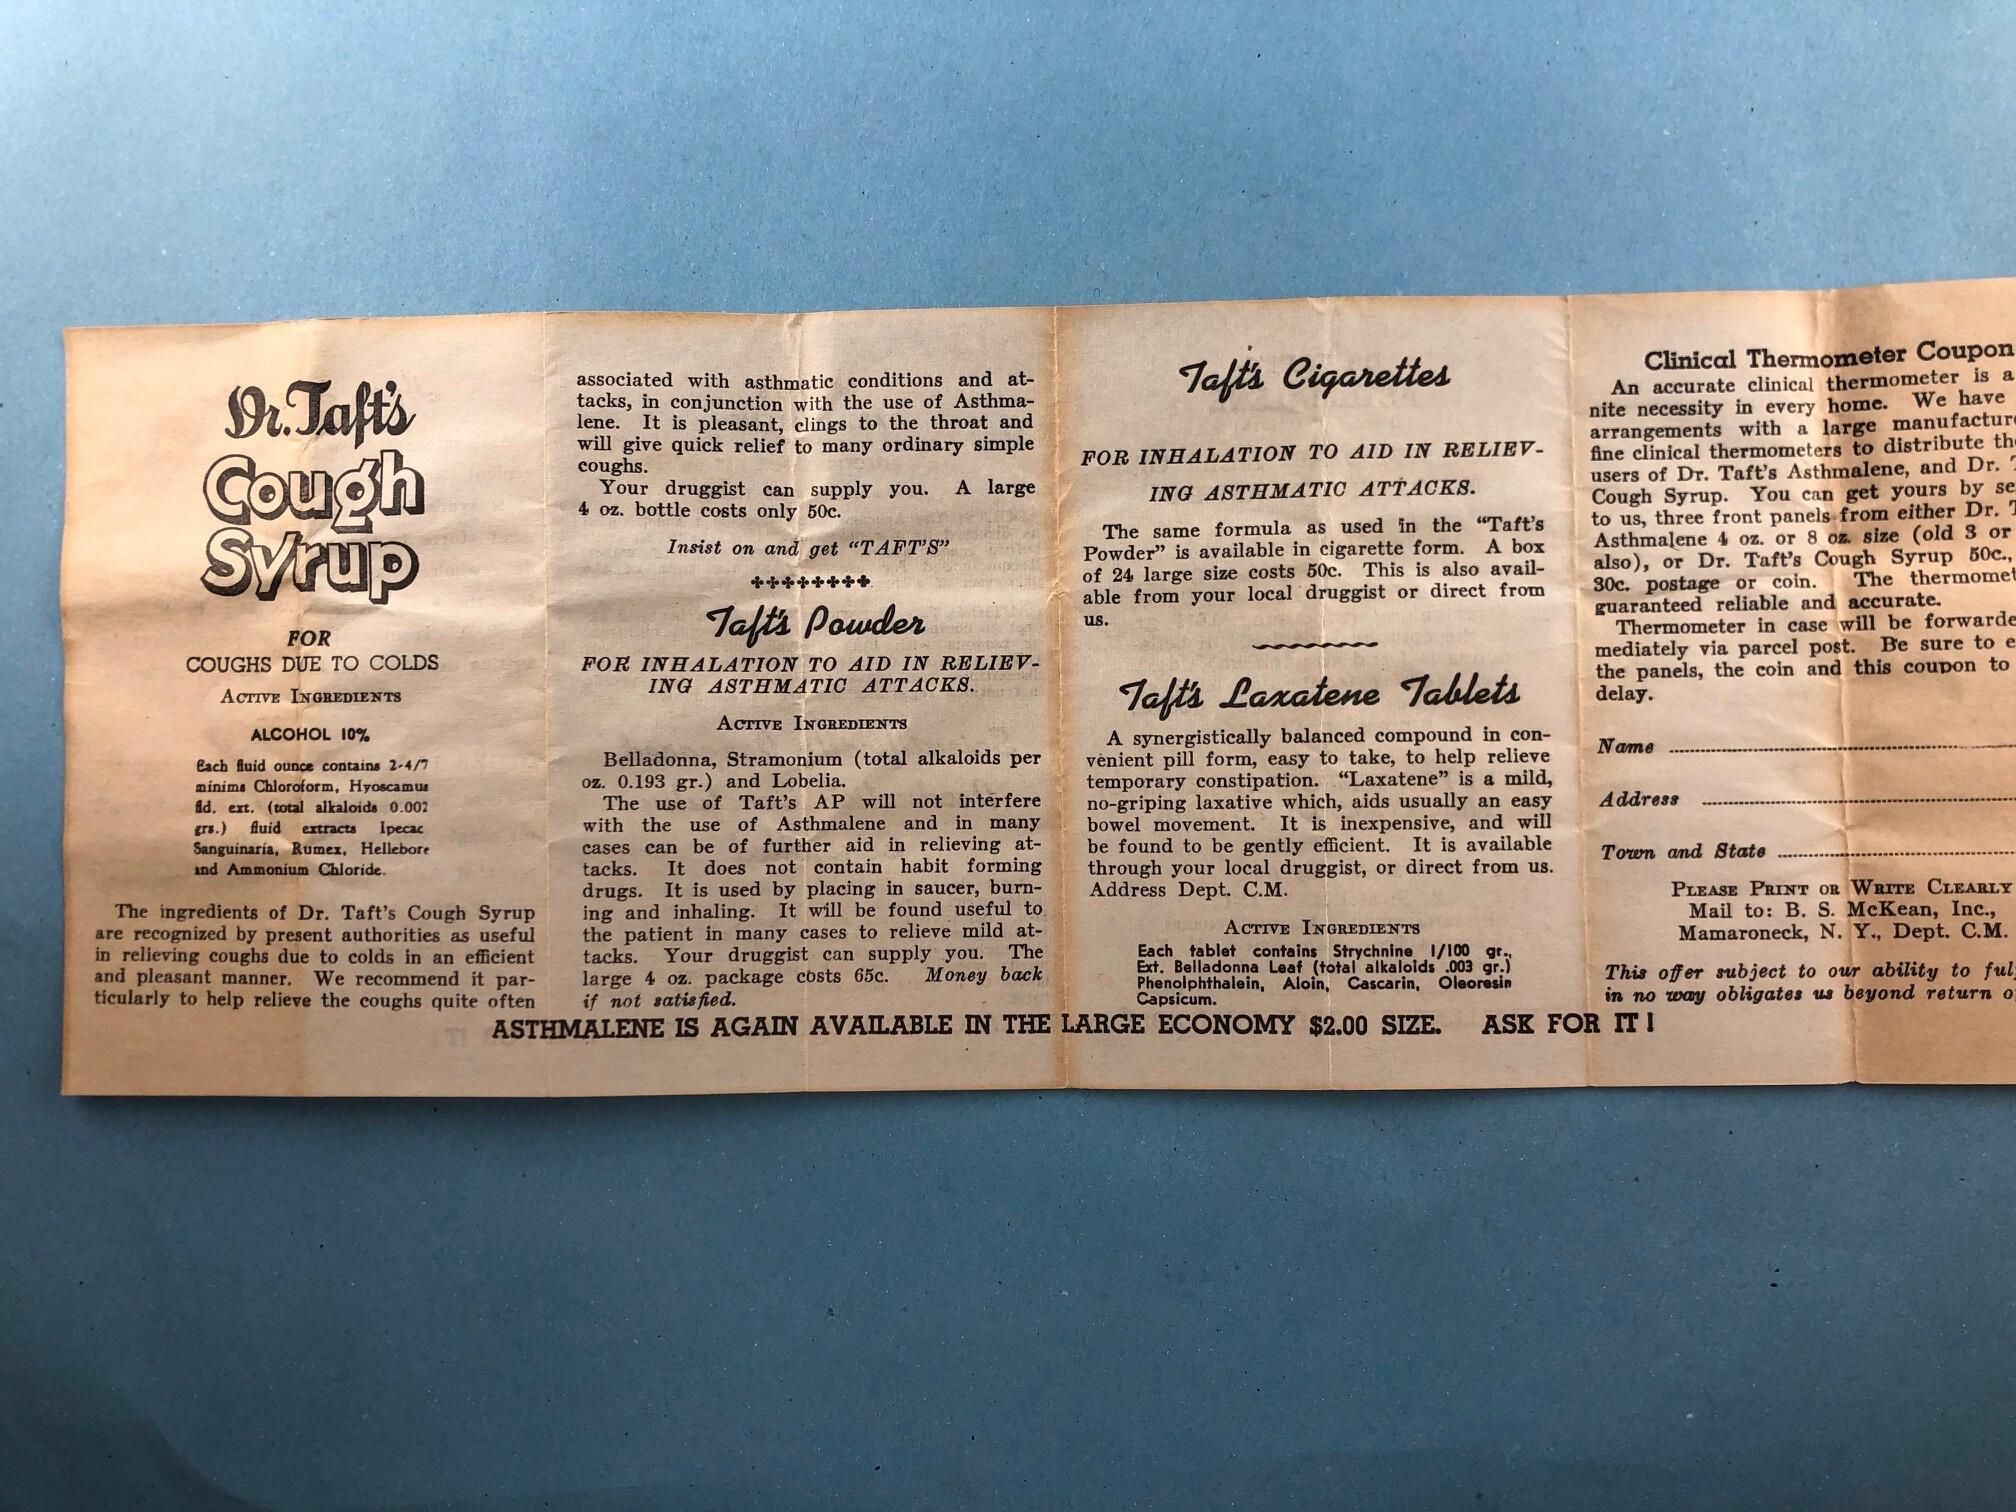 Dr. Taft's
Cough
Syrup
FOR
COUGHS DUE TO COLDS
ACTIVE INGREDIENTS
ALCOHOL 10%
Each fluid ounce contains 2-4/7
minims Chloroform, Hyoscamus
fld. ext. (total alkaloids 0.002
grs.) fluid extracts Ipecac
Sanguinaria, Rumex, Hellebore
and Ammonium Chloride.
The ingredients of Dr. Taft's Cough Syrup
are recognized by present authorities as useful
in relieving coughs due to colds in an efficient
and pleasant manner. We recommend it par-
ticularly to help relieve the coughs quite often
associated with asthmatic conditions and at-
tacks, in conjunction with the use of Asthma-
lene. It is pleasant, clings to the throat and
will give quick relief to many ordinary simple
coughs.
Your druggist can supply you. A large
4 oz. bottle costs only 50c.
Insist on and get "TAFT'S"
Taft's Powder
FOR INHALATION TO AID IN RELIEV-
ING ASTHMATIC ATTACKS.
ACTIVE INGREDIENTS
Belladonna, Stramonium (total alkaloids per
oz. 0.193 gr.) and Lobelia.
The use of Taft's AP will not interfere
with the use of Asthmalene and in many
cases can be of further aid in relieving at-
tacks. It does not contain habit forming
drugs. It is used by placing in saucer, burn-
ing and inhaling. It will be found useful to
the patient in many cases to relieve mild at-
tacks. Your druggist can supply you. The
large 4 oz. package costs 65c. Money back
if not satisfied.
Taft's Cigarettes
FOR INHALATION TO AID IN RELIEV-
ING ASTHMATIC ATTACKS.
The same formula as used in the "Taft's
Powder" is available in cigarette form. A box
of 24 large size costs 50c. This is also avail-
able from your local druggist or direct from
us.
Taft's Laxatene Tablets
A synergistically balanced compound in con-
venient pill form, easy to take, to help relieve
temporary constipation. "Laxatene" is a mild,
no-griping laxative which, aids usually an easy
bowel movement. It is inexpensive, and will
be found to be gently efficient. It is available
through your local druggist, or direct from us.
Address Dept. C.M.
ACTIVE INGREDIENTS
Each tablet contains Strychnine 1/100 gr.,
Ext. Belladonna Leaf (total alkaloids .003 gr.)
Phenolphthalein, Aloin, Cascarin, Oleoresin
Capsicum.
Clinical Thermometer Coupon
An accurate clinical thermometer is a
nite necessity in every home. We have
arrangements with a large manufactur
fine clinical thermometers to distribute th
users of Dr. Taft's Asthmalene, and Dr.
Cough Syrup. You can get yours by se
to us, three front panels from either Dr.
Asthmalene 4 oz. or 8 oz. size (old 3 or
also), or Dr. Taft's Cough Syrup 50c.,
30c. postage or coin. The thermomet
guaranteed reliable and accurate.
Thermometer in case will be forwarde
mediately via parcel post. Be sure to e
the panels, the coin and this coupon to
delay.
Name
Address
Town and State
PLEASE PRINT OR WRITE CLEARLY
Mail to: B. S. McKean, Inc.,
Mamaroneck, N. Y., Dept. C.M.
This offer subject to our ability to ful
in no way obligates us beyond return o
ASTHMALENE IS AGAIN AVAILABLE IN THE LARGE ECONOMY $2.00 SIZE. ASK FOR IT!